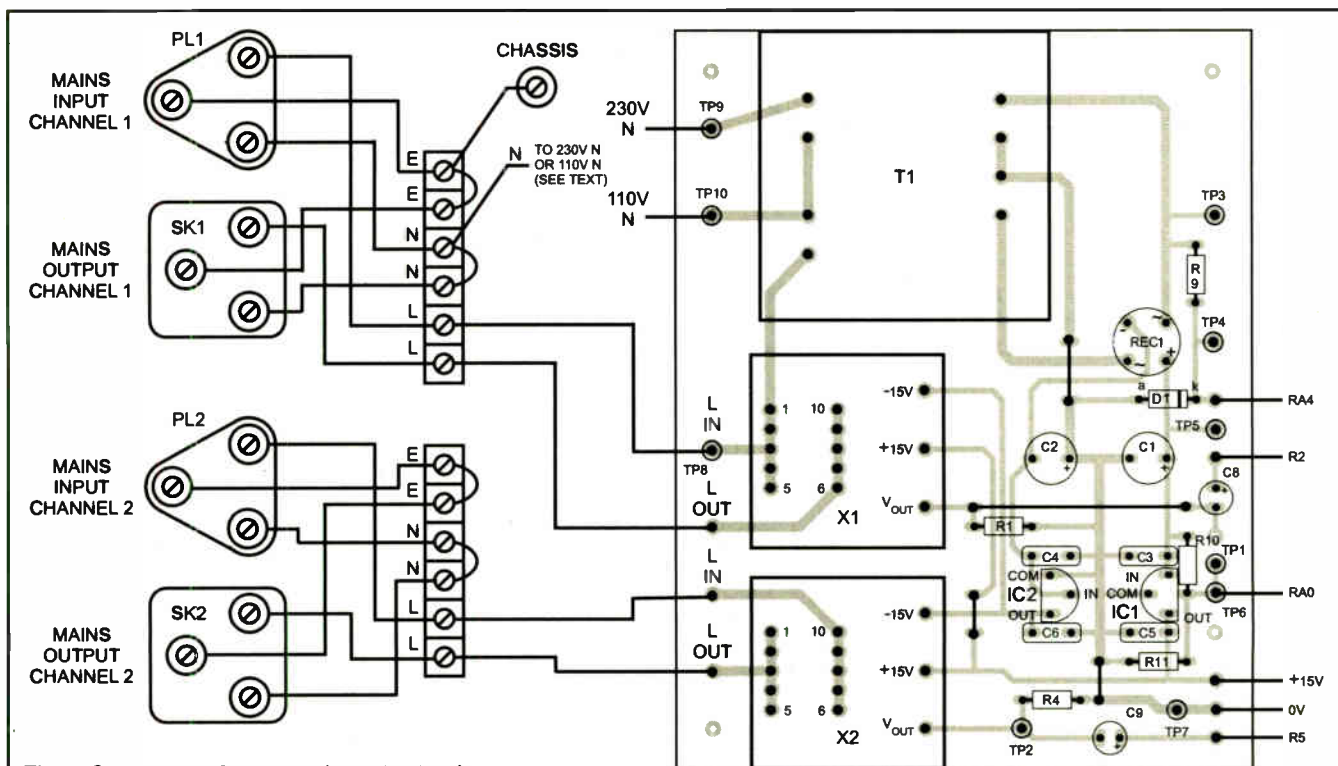 PL1
MAINS
INPUT
CHANNEL 1
CHASSIS
E
E
N
N
L
L
N TO 230V N
OR 110V N
(SEE TEXT)
SK1
MAINS
OUTPUT
CHANNEL 1
PL2
MAINS
INPUT
CHANNEL 2
E
E
N
N
L
L
SK2
MAINS
OUTPUT
CHANNEL 2
230V
N
TP9
110V
N
TP10
T1
TP3
R
9
TP4
- ~
REC1
~ +
a k
D1
RA4
TP5
R2
C2
+
C1
+
C8
+
L
IN
TP8
L
OUT
1 10
5 6
X1
-15V
+15V
VOUT
R1
R10
C4
C3
TP1
COM
IC2
OUT
IN
IN
COM
IC1
OUT
TP6
RA0
C6
C5
R11
L
IN
L
OUT
1 10
5 6
X2
-15V
+15V
VOUT
+15V
R4
C9
+
TP2
TP7
0V
R5